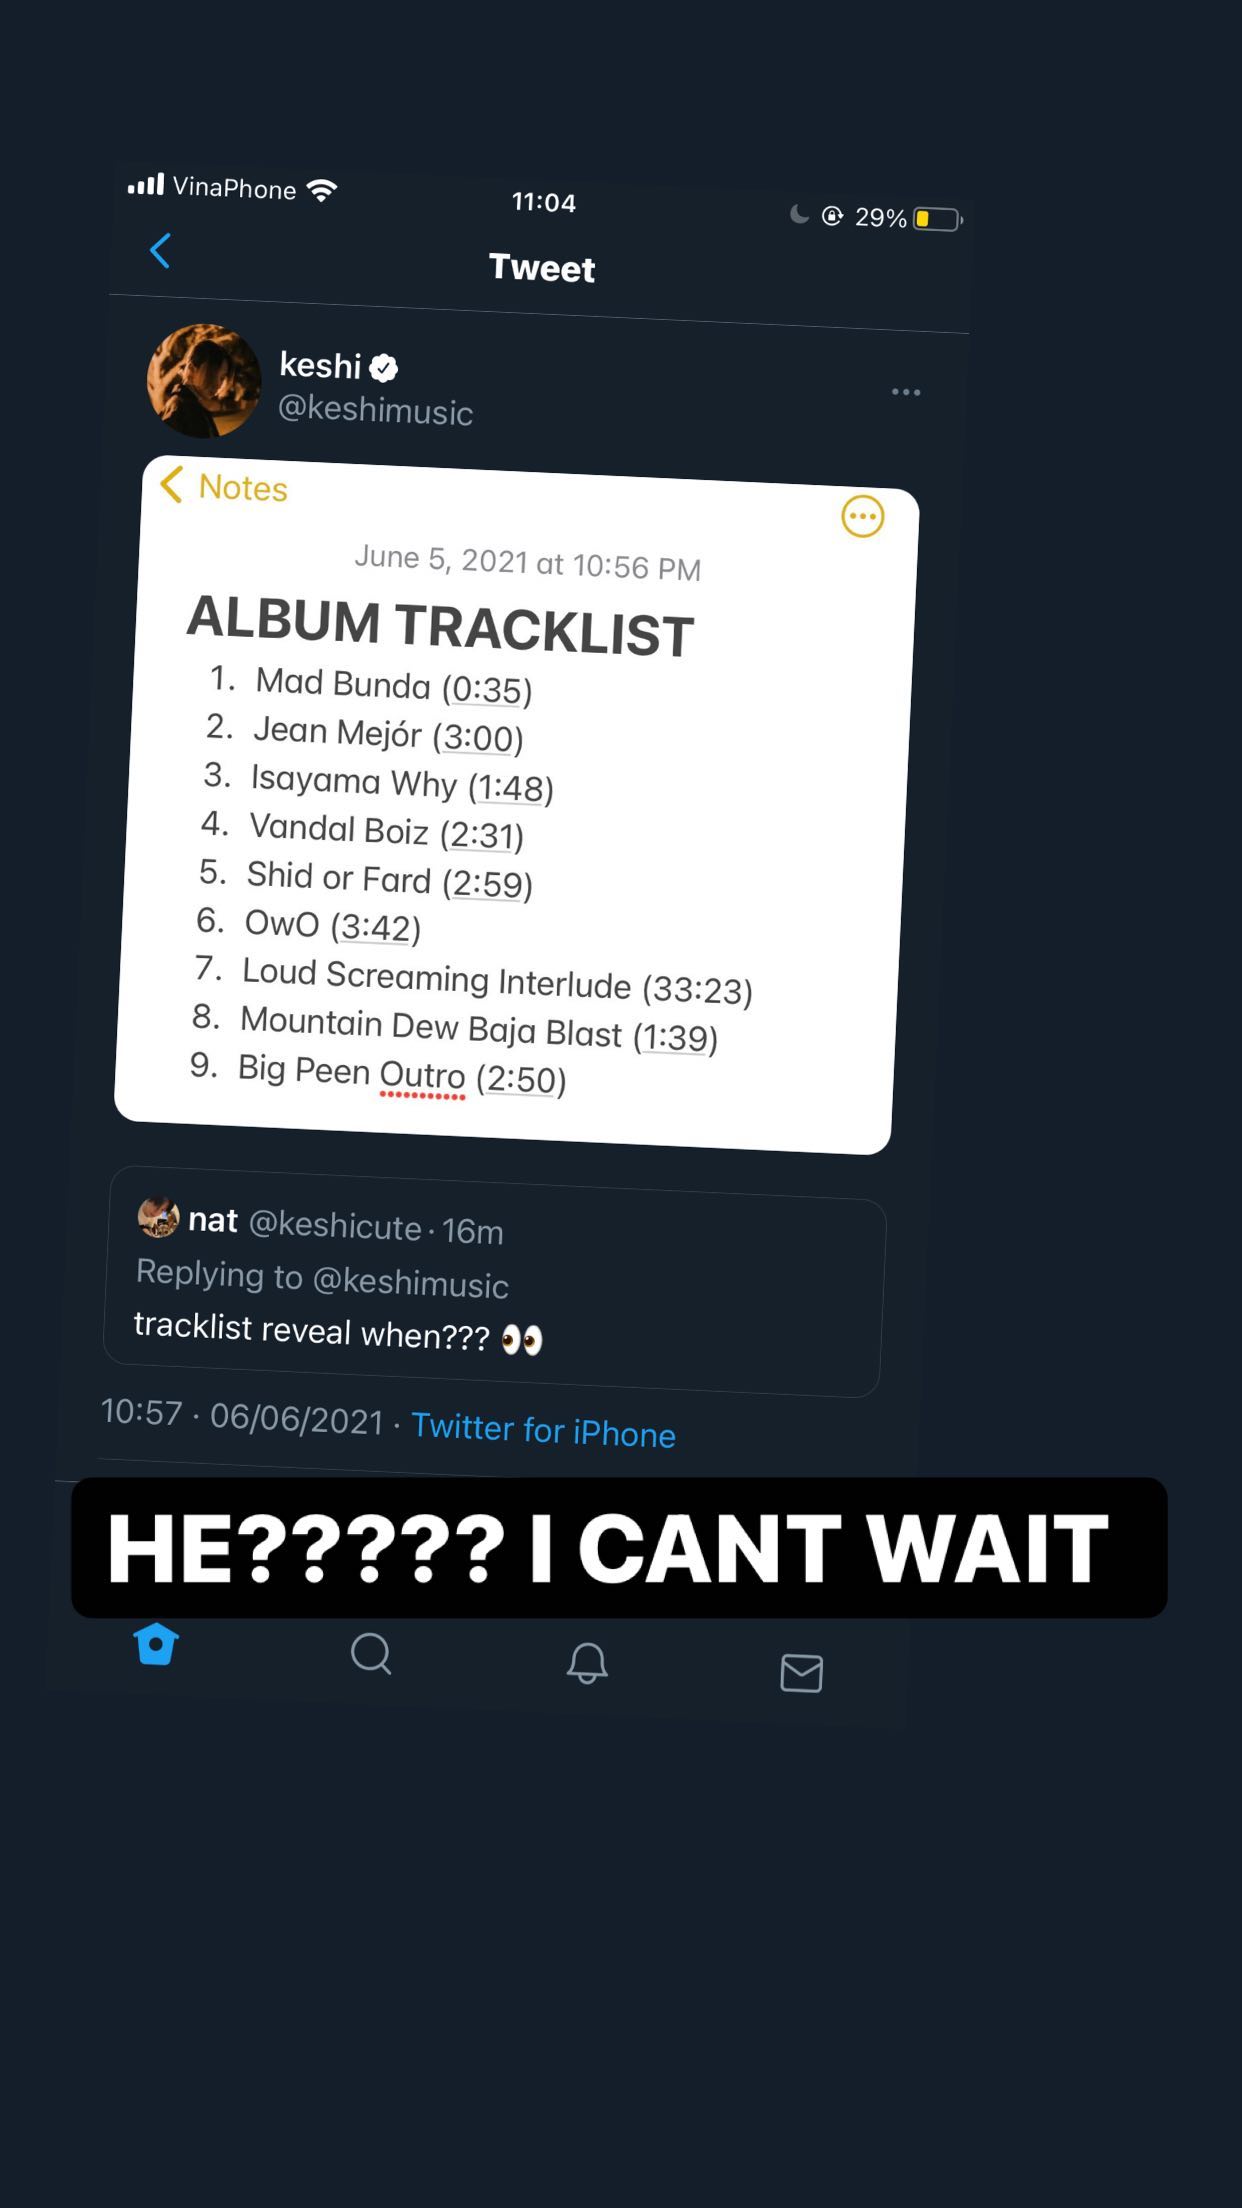 VinaPhone 11:04 29%
Tweet
keshi
@keshimusic
Notes
June 5, 2021 at 10:56 PM
ALBUM TRACKLIST
1. Mad Bunda (0:35)
2. Jean Mejór (3:00)
3. Isayama Why (1:48)
4. Vandal Boiz (2:31)
5. Shid or Fard (2:59)
6. OwO (3:42)
7. Loud Screaming Interlude (33:23)
8. Mountain Dew Baja Blast (1:39)
9. Big Peen Outro (2:50)
nat @keshicute · 16m
Replying to @keshimusic
tracklist reveal when??? 👀
10:57 · 06/06/2021 · Twitter for iPhone
HE????? I CANT WAIT